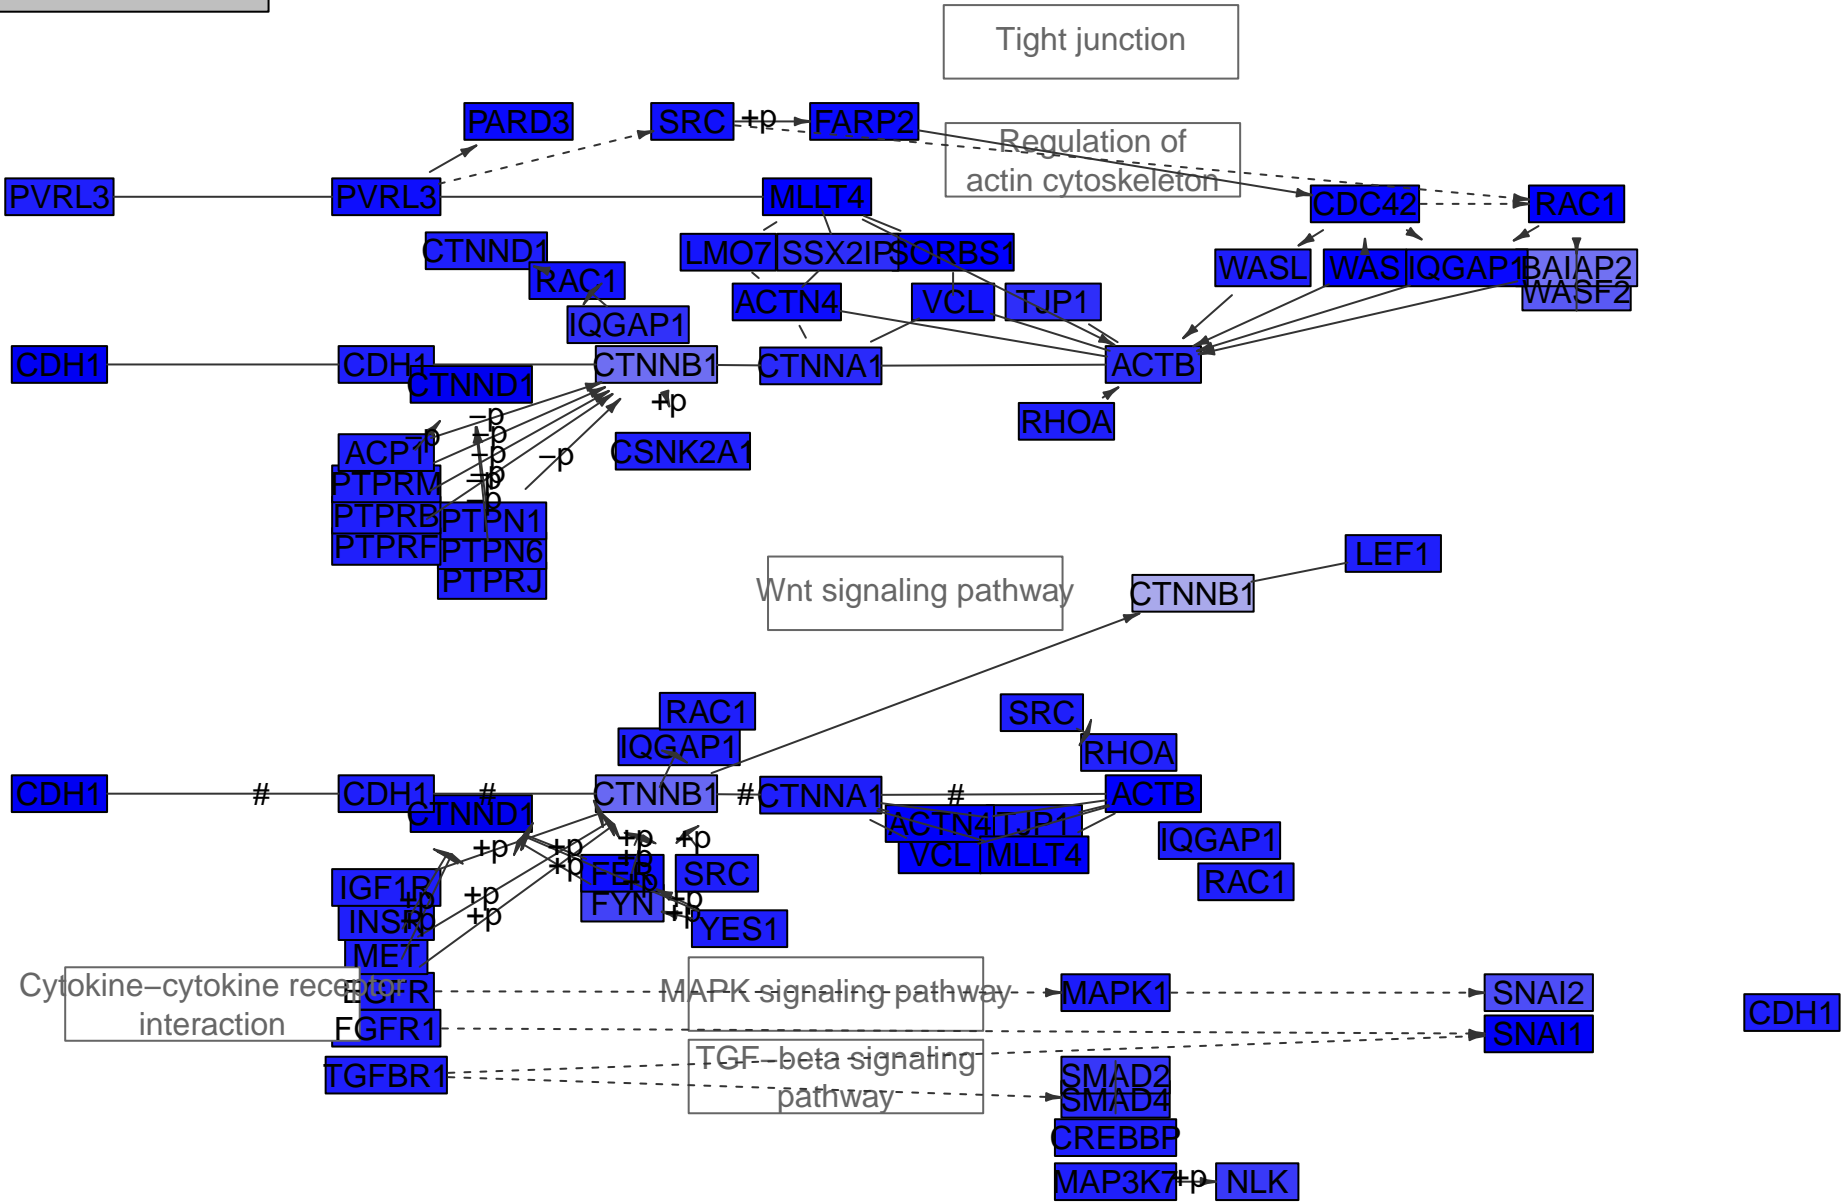 Tight junction
PARD3
SRC
+p
FARP2
Regulation of
actin cytoskeleton
PVRL3
PVRL3
MLLT4
CDC42
RAC1
CTNND1
LMO7
SSX2IP
SORBS1
WASL
WAS
IQGAP1
BAIAP2
RAC1
WASF2
ACTN4
VCL
TJP1
IQGAP1
CDH1
CDH1
CTNNB1
CTNNA1
ACTB
CTNND1
+p
RHOA
−p
−p
−p
ACP1
CSNK2A1
−p
−p
−p
−p
−p
PTPRM
PTPRB
PTPN1
PTPRF
PTPN6
PTPRJ
LEF1
Wnt signaling pathway
CTNNB1
RAC1
SRC
IQGAP1
RHOA
CDH1
#
CDH1
#
CTNNB1
#
CTNNA1
#
ACTB
CTNND1
ACTN4
TJP1
+p
+p
+p
+p
IQGAP1
VCL
MLLT4
+p
+p
FER
SRC
RAC1
IGF1R
+p
+p
+p
+p
FYN
+p
INSR
+p
+p
+p
YES1
MET
Cytokine−cytokine receptor
interaction
EGFR
MAPK signaling pathway
MAPK1
SNAI2
CDH1
FGFR1
SNAI1
TGF−beta signaling
pathway
TGFBR1
SMAD2
SMAD4
CREBBP
MAP3K7
+p
NLK